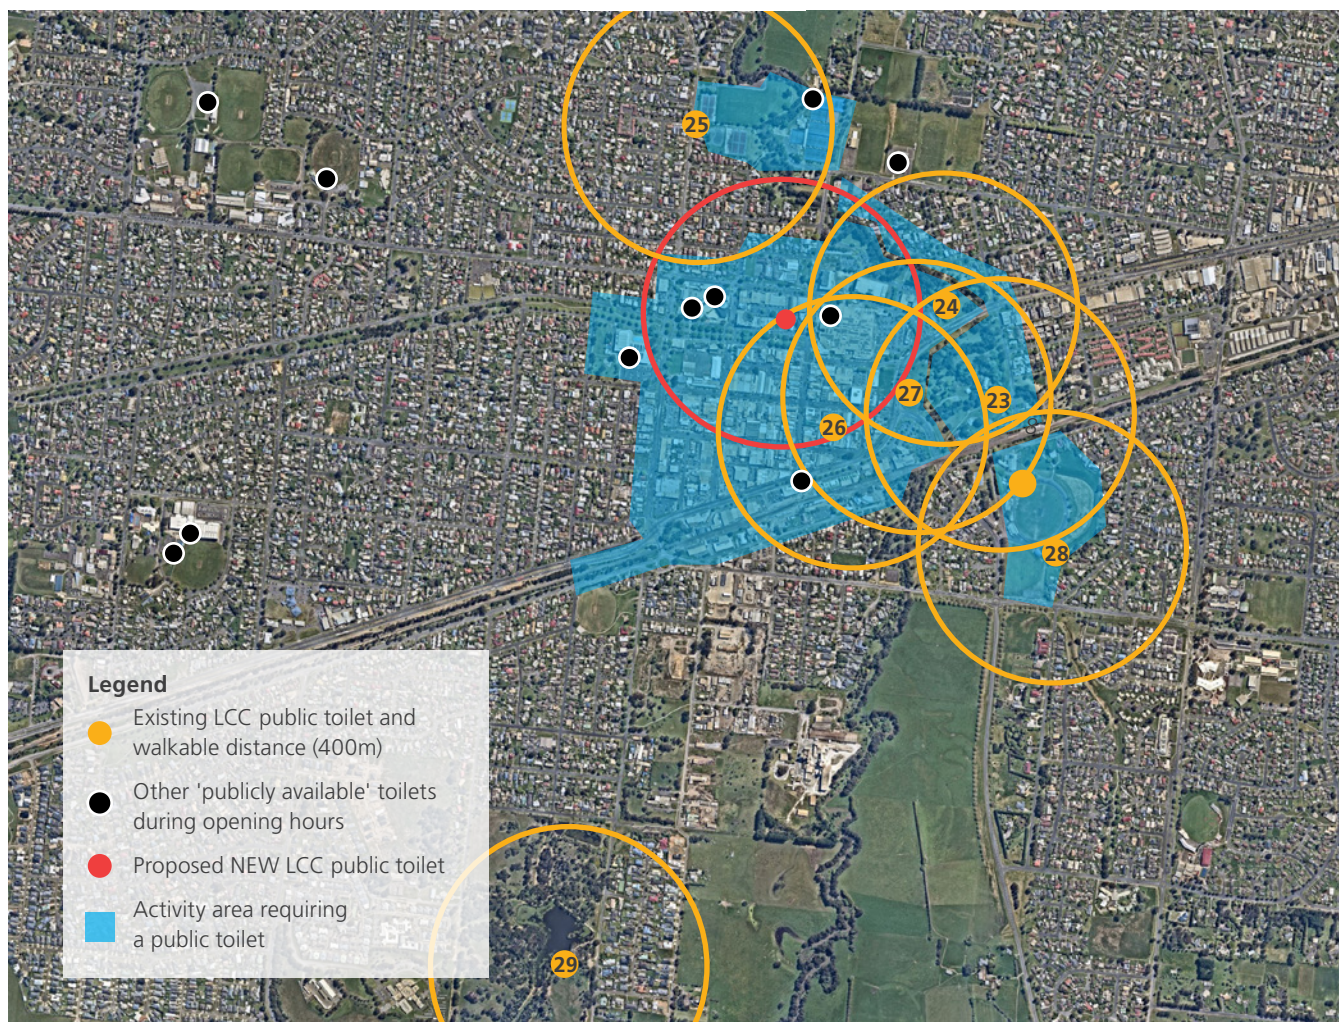 25
24
27
23
26
28
Legend
Existing LCC public toilet and
walkable distance (400m)
Other 'publicly available' toilets
during opening hours
Proposed NEW LCC public toilet
Activity area requiring
a public toilet
29